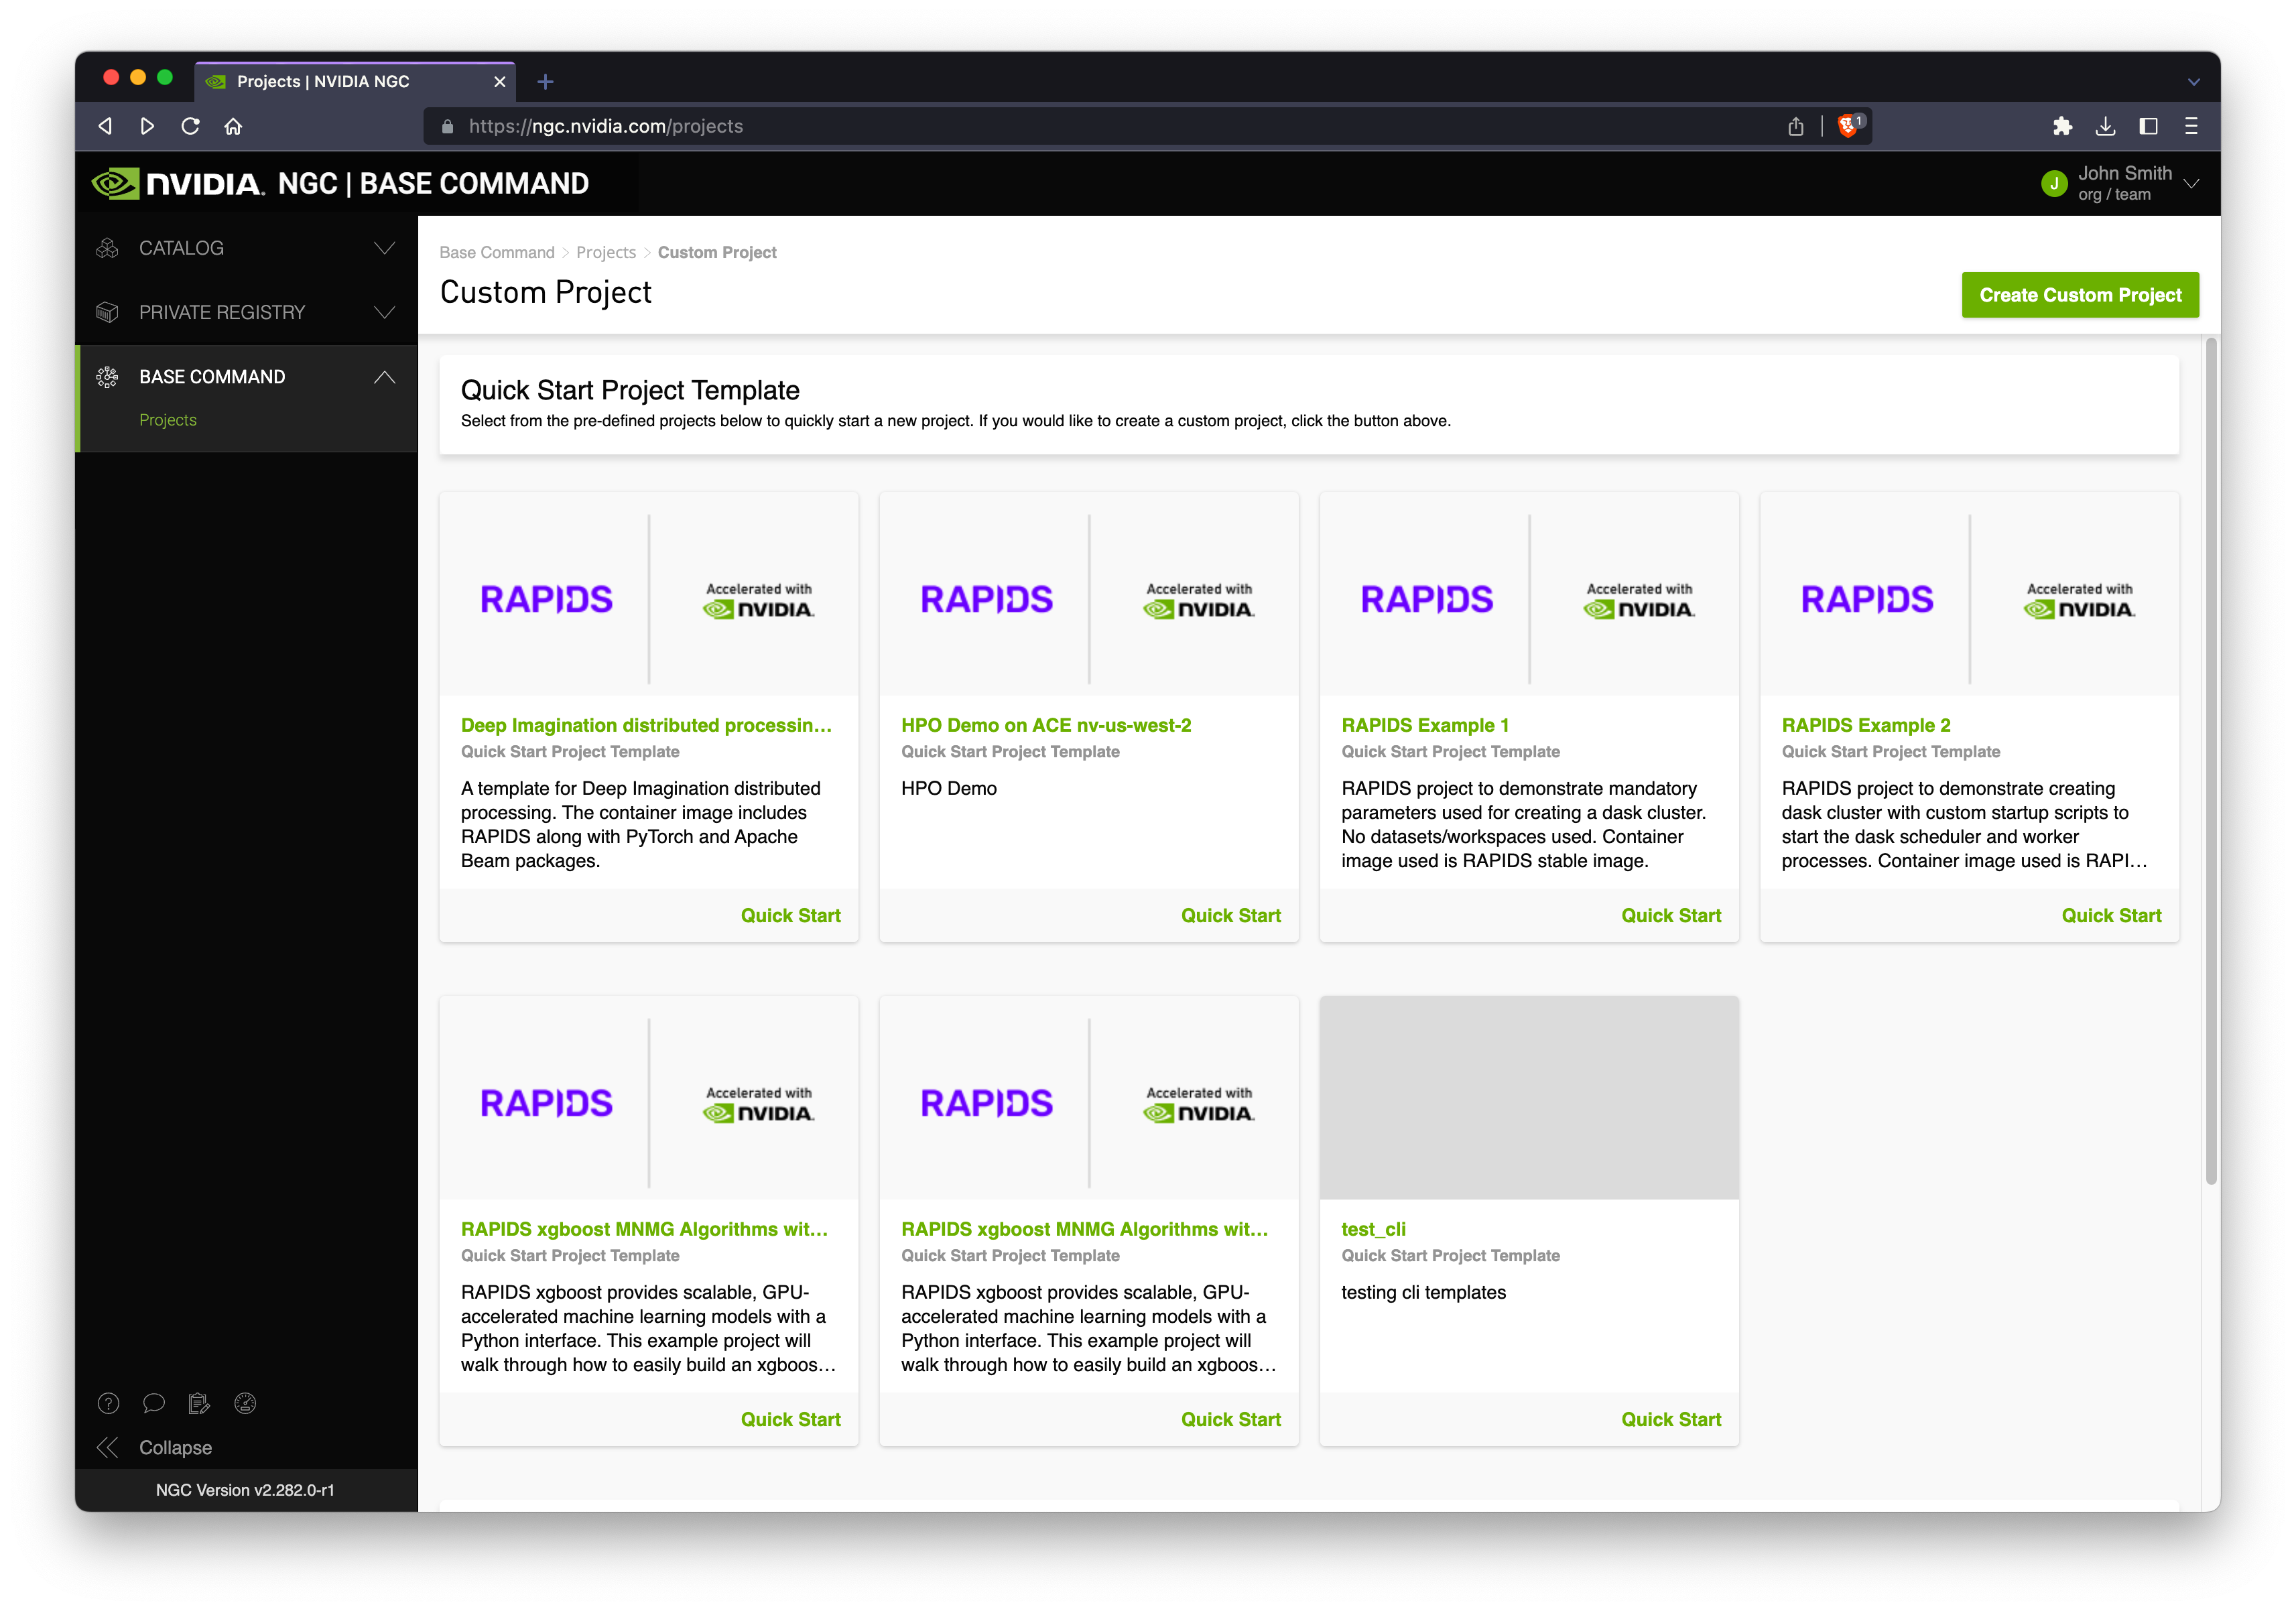 Projects | NVIDIA NGC
https://ngc.nvidia.com/projects
1
NVIDIA. NGC | BASE COMMAND
J
John Smith
org / team
CATALOG
PRIVATE REGISTRY
BASE COMMAND
Projects
Base Command > Projects > Custom Project
Custom Project
Create Custom Project
Quick Start Project Template
Select from the pre-defined projects below to quickly start a new project. If you would like to create a custom project, click the button above.
RAPIDS
Accelerated with
NVIDIA.
Deep Imagination distributed processin...
Quick Start Project Template
A template for Deep Imagination distributed
processing. The container image includes
RAPIDS along with PyTorch and Apache
Beam packages.
Quick Start
RAPIDS
Accelerated with
NVIDIA.
HPO Demo on ACE nv-us-west-2
Quick Start Project Template
HPO Demo
Quick Start
RAPIDS
Accelerated with
NVIDIA.
RAPIDS Example 1
Quick Start Project Template
RAPIDS project to demonstrate mandatory
parameters used for creating a dask cluster.
No datasets/workspaces used. Container
image used is RAPIDS stable image.
Quick Start
RAPIDS
Accelerated with
NVIDIA.
RAPIDS Example 2
Quick Start Project Template
RAPIDS project to demonstrate creating
dask cluster with custom startup scripts to
start the dask scheduler and worker
processes. Container image used is RAPI...
Quick Start
RAPIDS
Accelerated with
NVIDIA.
RAPIDS xgboost MNMG Algorithms wit...
Quick Start Project Template
RAPIDS xgboost provides scalable, GPU-
accelerated machine learning models with a
Python interface. This example project will
walk through how to easily build an xgboos...
Quick Start
RAPIDS
Accelerated with
NVIDIA.
RAPIDS xgboost MNMG Algorithms wit...
Quick Start Project Template
RAPIDS xgboost provides scalable, GPU-
accelerated machine learning models with a
Python interface. This example project will
walk through how to easily build an xgboos...
Quick Start
test_cli
Quick Start Project Template
testing cli templates
Quick Start
?
Collapse
NGC Version v2.282.0-r1